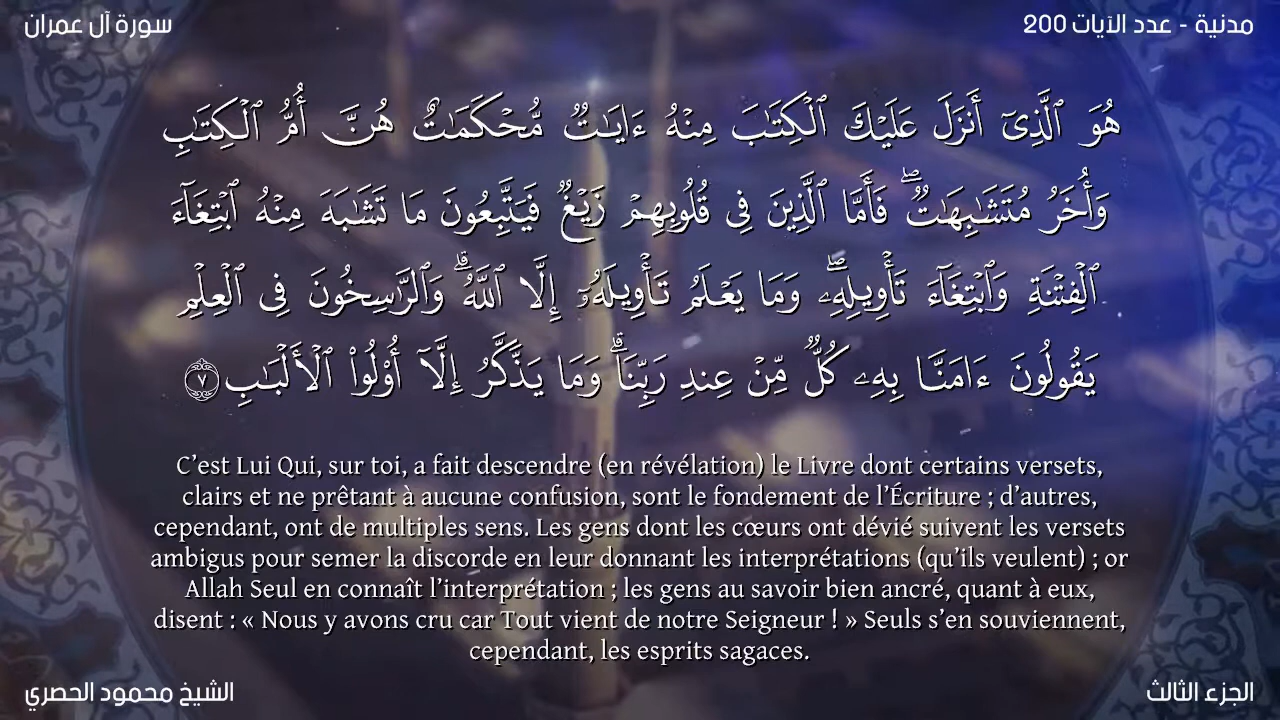 سورة آل عمران
مدنية - عدد الآيات 200
هُوَ ٱلَّذِىٓ أَنزَلَ عَلَيْكَ ٱلْكِتَـٰبَ مِنْهُ ءَايَـٰتٌ مُّحْكَمَـٰتٌ هُنَّ أُمُّ ٱلْكِتَـٰبِ
وَأُخَرُ مُتَشَـٰبِهَـٰتٌ ۖ فَأَمَّا ٱلَّذِينَ فِى قُلُوبِهِمْ زَيْغٌ فَيَتَّبِعُونَ مَا تَشَـٰبَهَ مِنْهُ ٱبْتِغَآءَ
ٱلْفِتْنَةِ وَٱبْتِغَآءَ تَأْوِيلِهِۦ ۗ وَمَا يَعْلَمُ تَأْوِيلَهُۥٓ إِلَّا ٱللَّهُ ۗ وَٱلرَّٰسِخُونَ فِى ٱلْعِلْمِ
يَقُولُونَ ءَامَنَّا بِهِۦ كُلٌّ مِّنْ عِندِ رَبِّنَا ۗ وَمَا يَذَّكَّرُ إِلَّآ أُو۟لُوا۟ ٱلْأَلْبَـٰبِ ٧
C’est Lui Qui, sur toi, a fait descendre (en révélation) le Livre dont certains versets,
clairs et ne prêtant à aucune confusion, sont le fondement de l’Écriture ; d’autres,
cependant, ont de multiples sens. Les gens dont les cœurs ont dévié suivent les versets
ambigus pour semer la discorde en leur donnant les interprétations (qu’ils veulent) ; or
Allah Seul en connaît l’interprétation ; les gens au savoir bien ancré, quant à eux,
disent : « Nous y avons cru car Tout vient de notre Seigneur ! » Seuls s’en souviennent,
cependant, les esprits sagaces.
الشيخ محمود الحصري
الجزء الثالث